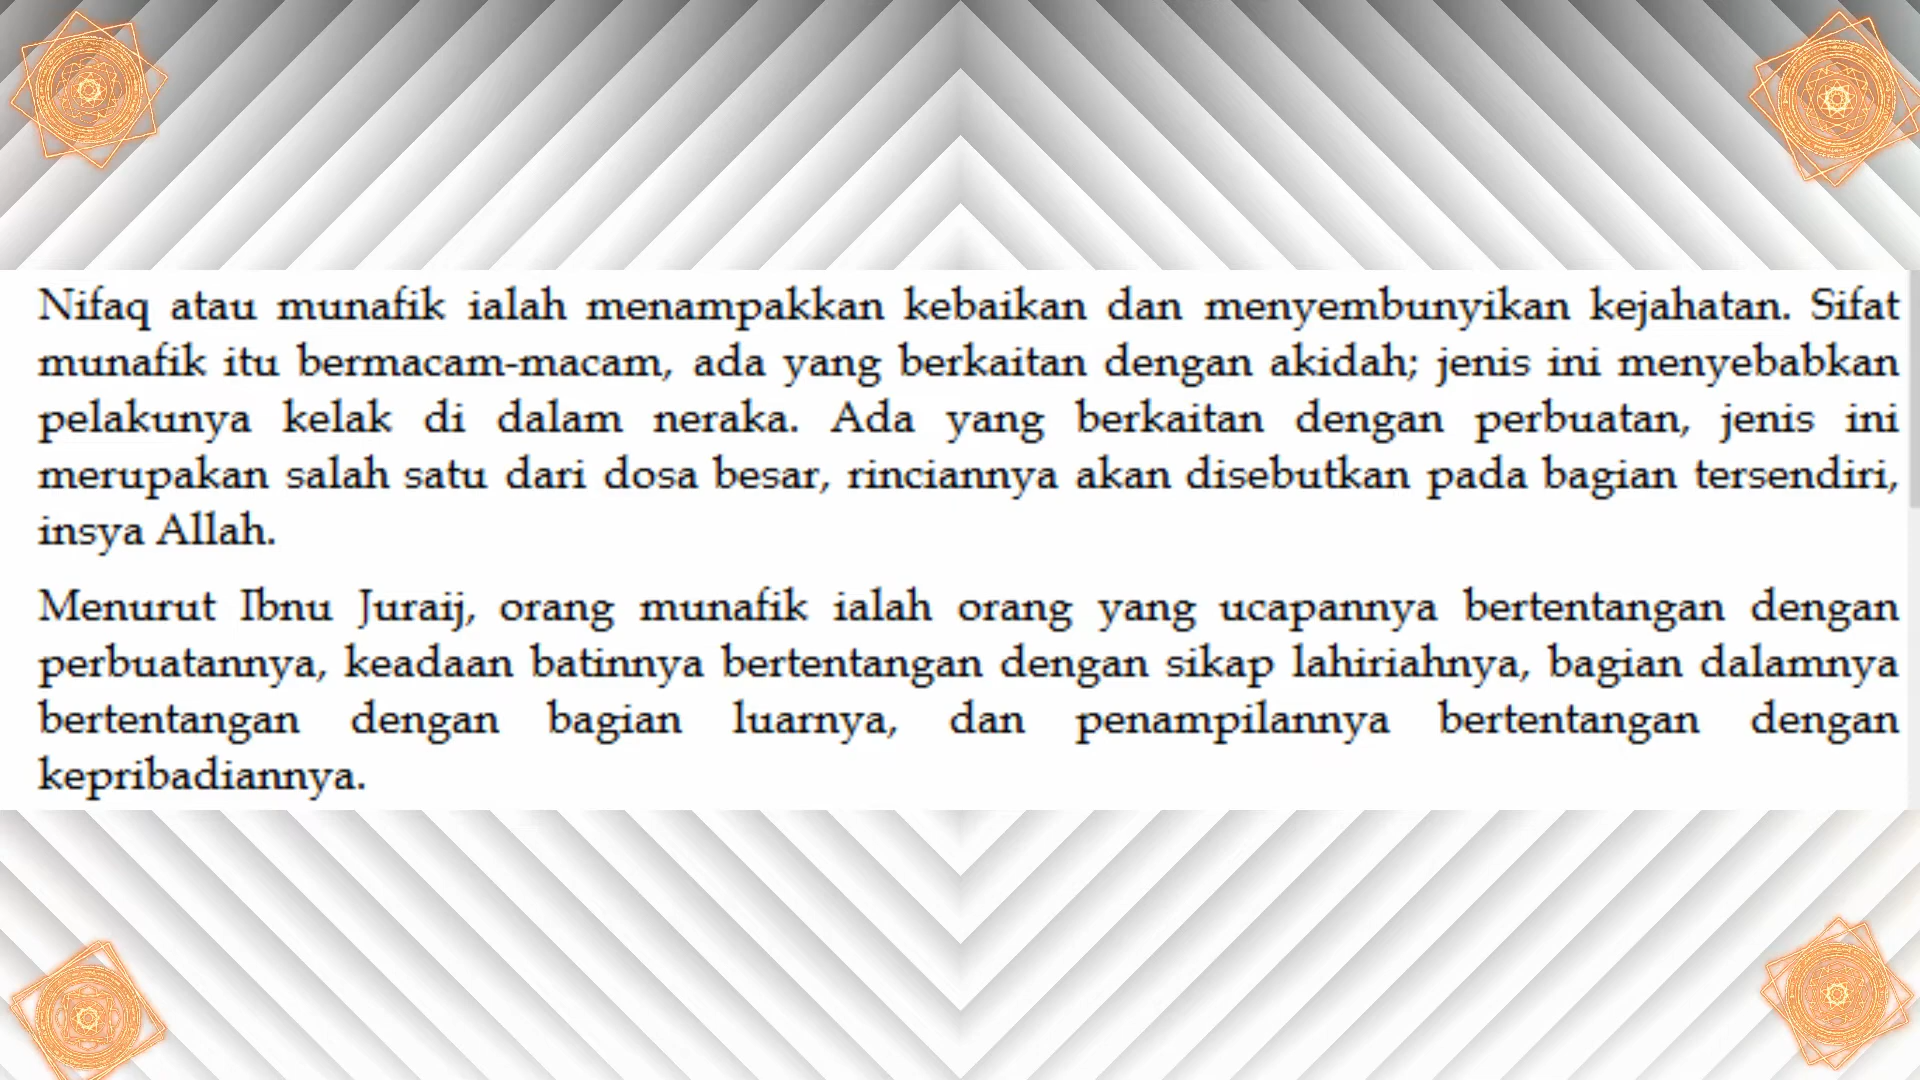 Nifaq atau munafik ialah menampakkan kebaikan dan menyembunyikan kejahatan. Sifat
munafik itu bermacam-macam, ada yang berkaitan dengan akidah; jenis ini menyebabkan
pelakunya kelak di dalam neraka. Ada yang berkaitan dengan perbuatan, jenis ini
merupakan salah satu dari dosa besar, rinciannya akan disebutkan pada bagian tersendiri,
insya Allah.
Menurut Ibnu Juraij, orang munafik ialah orang yang ucapannya bertentangan dengan
perbuatannya, keadaan batinnya bertentangan dengan sikap lahiriahnya, bagian dalamnya
bertentangan dengan bagian luarnya, dan penampilannya bertentangan dengan
kepribadiannya.